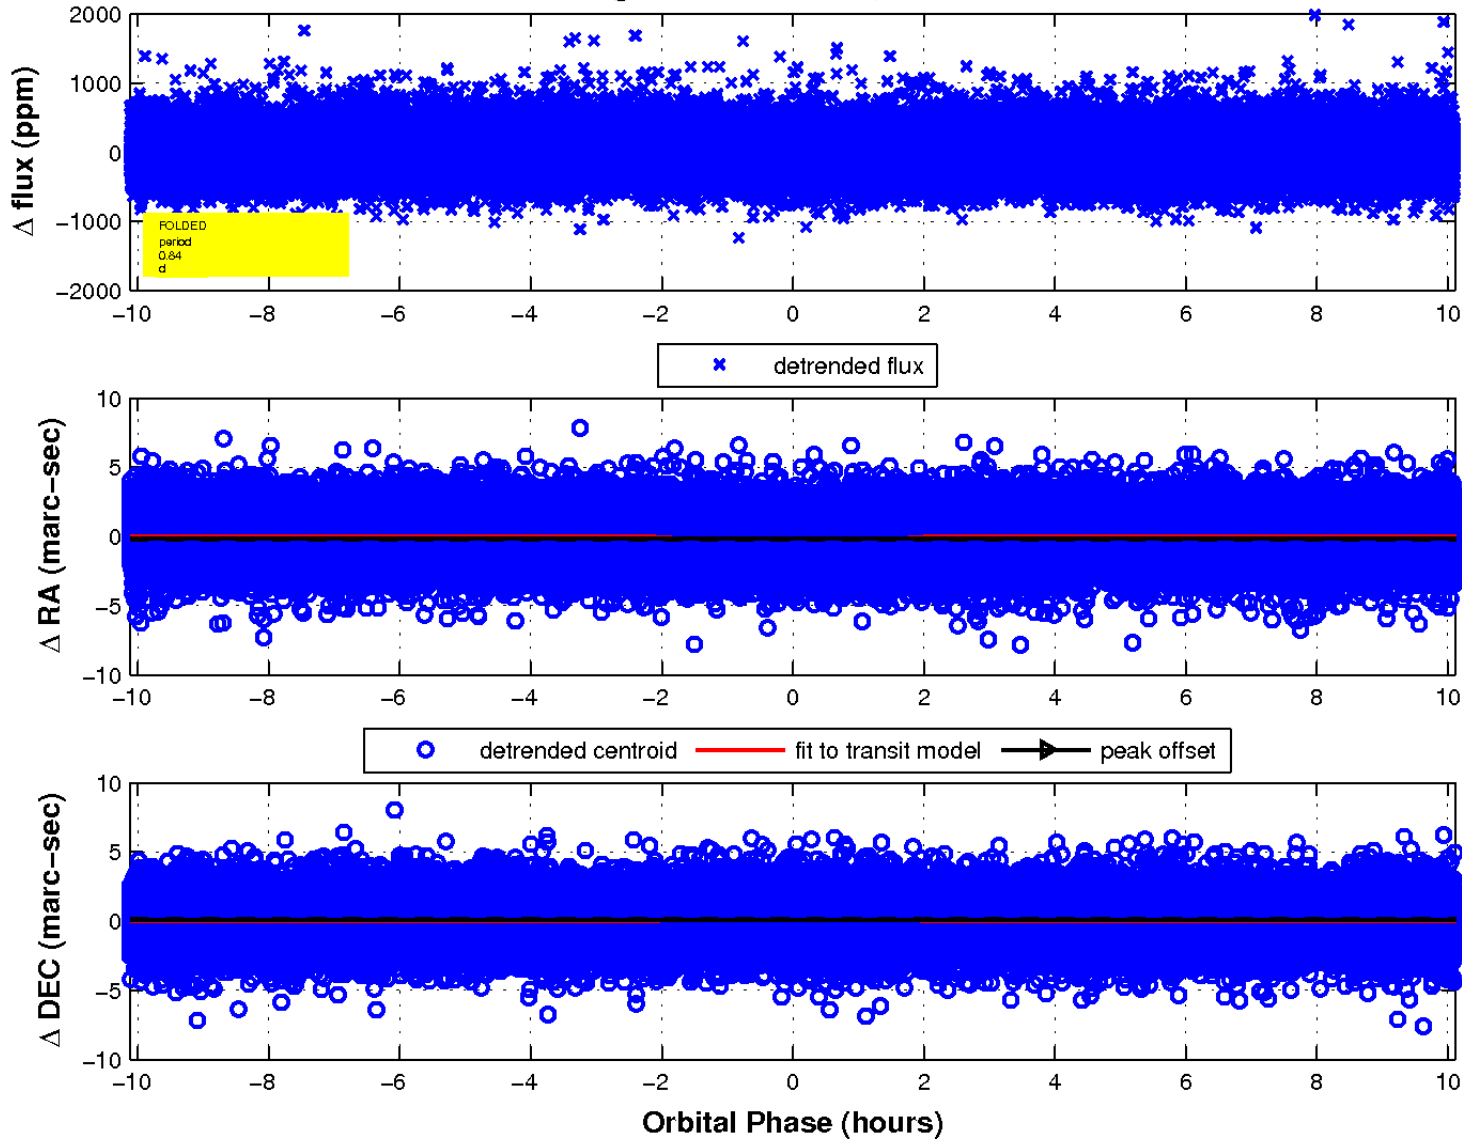 2000
1000
0
−1000
−2000
Δ flux (ppm)
FOLDED
period
0.84
d
−10 −8 −6 −4 −2 0 2 4 6 8 10
detrended flux
10
5
0
−5
−10
Δ RA (marc−sec)
−10 −8 −6 −4 −2 0 2 4 6 8 10
detrended centroid fit to transit model peak offset
10
5
0
−5
−10
Δ DEC (marc−sec)
−10 −8 −6 −4 −2 0 2 4 6 8 10
Orbital Phase (hours)